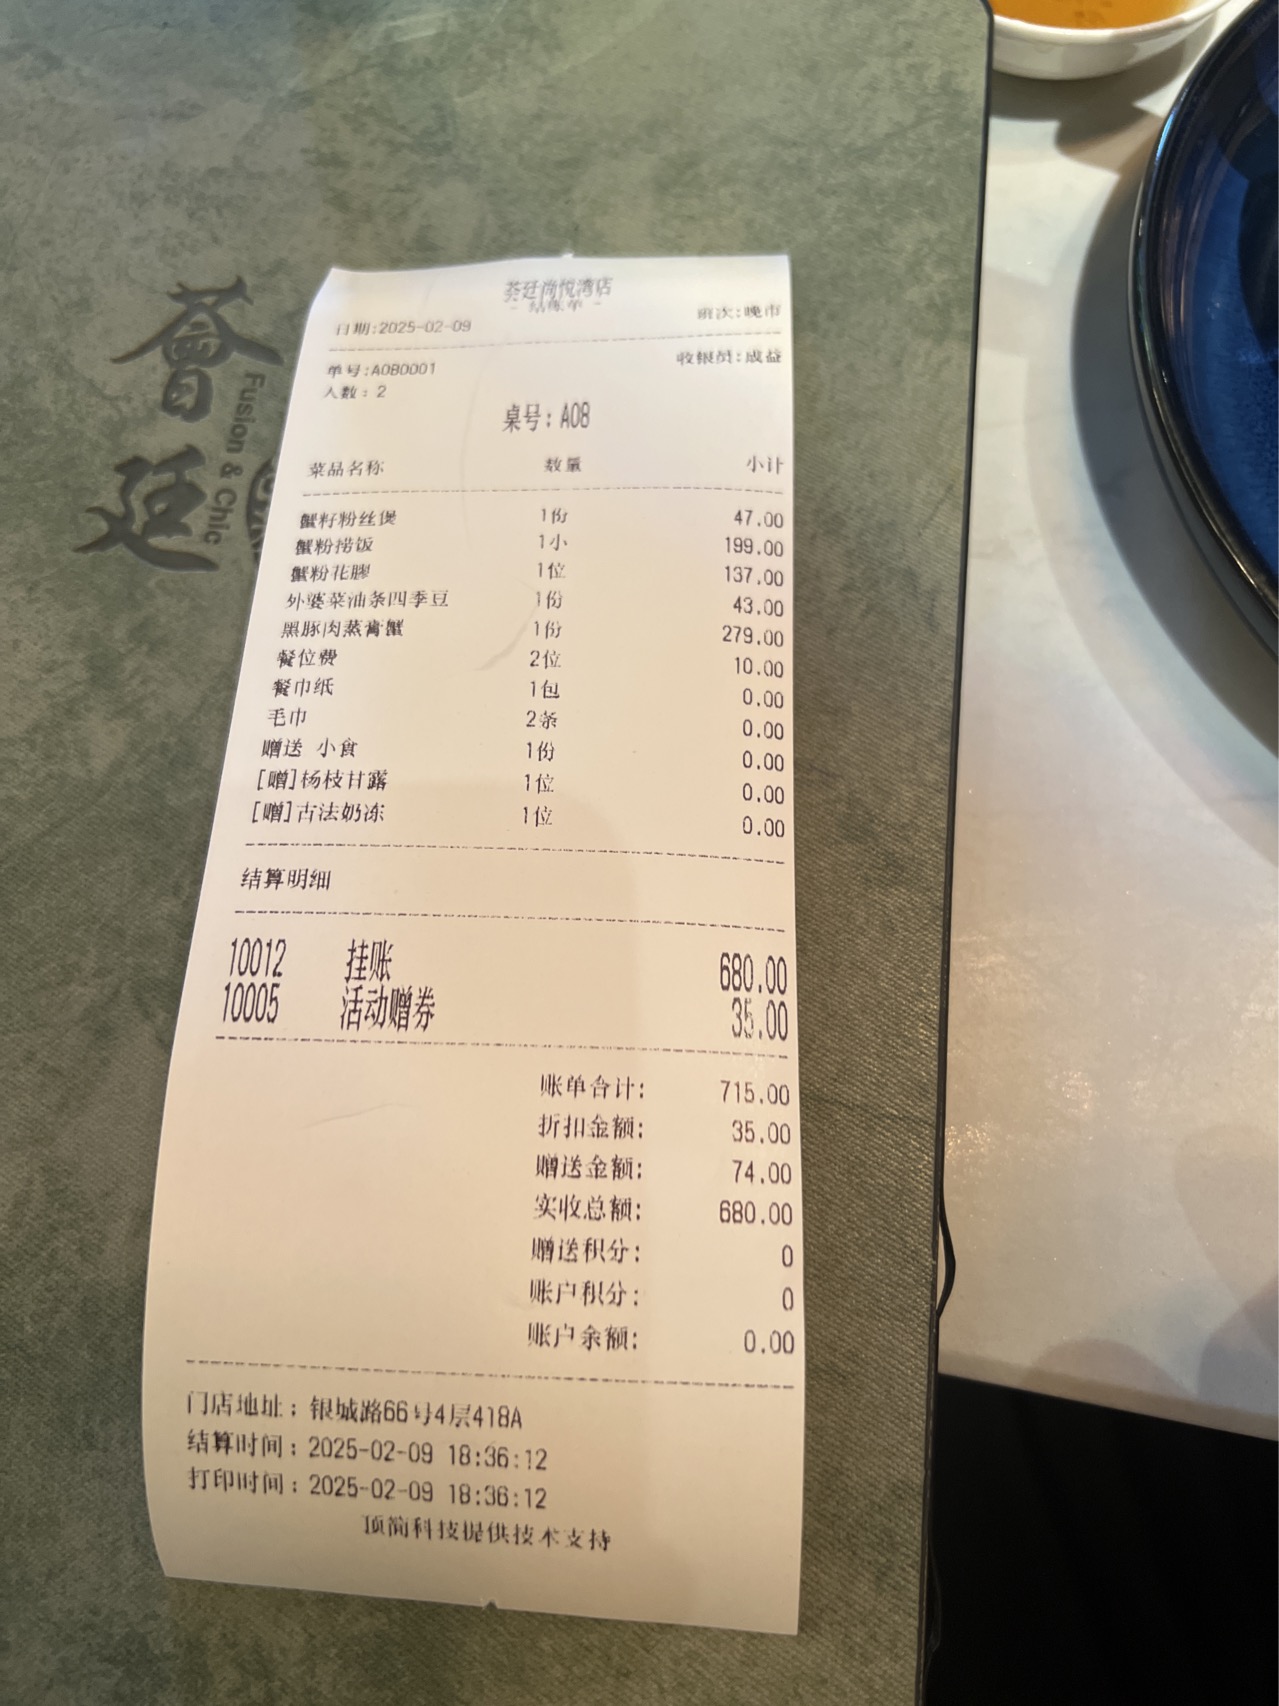 薈廷
Fusion & Chic
荟廷尚悦湾店
- 结账单 -
日期:2025-02-09 班次:晚市
单号:A080001 收银员:成益
人数：2
桌号：A08
菜品名称 数量 小计
蟹籽粉丝煲 1份 47.00
蟹粉捞饭 1小 199.00
蟹粉花膠 1位 137.00
外婆菜油条四季豆 1份 43.00
黑豚肉蒸膏蟹 1份 279.00
餐位费 2位 10.00
餐巾纸 1包 0.00
毛巾 2条 0.00
赠送 小食 1份 0.00
[赠]杨枝甘露 1位 0.00
[赠]古法奶冻 1位 0.00
结算明细
10012 挂账 680.00
10005 活动赠券 35.00
账单合计: 715.00
折扣金额: 35.00
赠送金额: 74.00
实收总额: 680.00
赠送积分: 0
账户积分: 0
账户余额: 0.00
门店地址：银城路66号4层418A
结算时间：2025-02-09 18:36:12
打印时间：2025-02-09 18:36:12
顶简科技提供技术支持